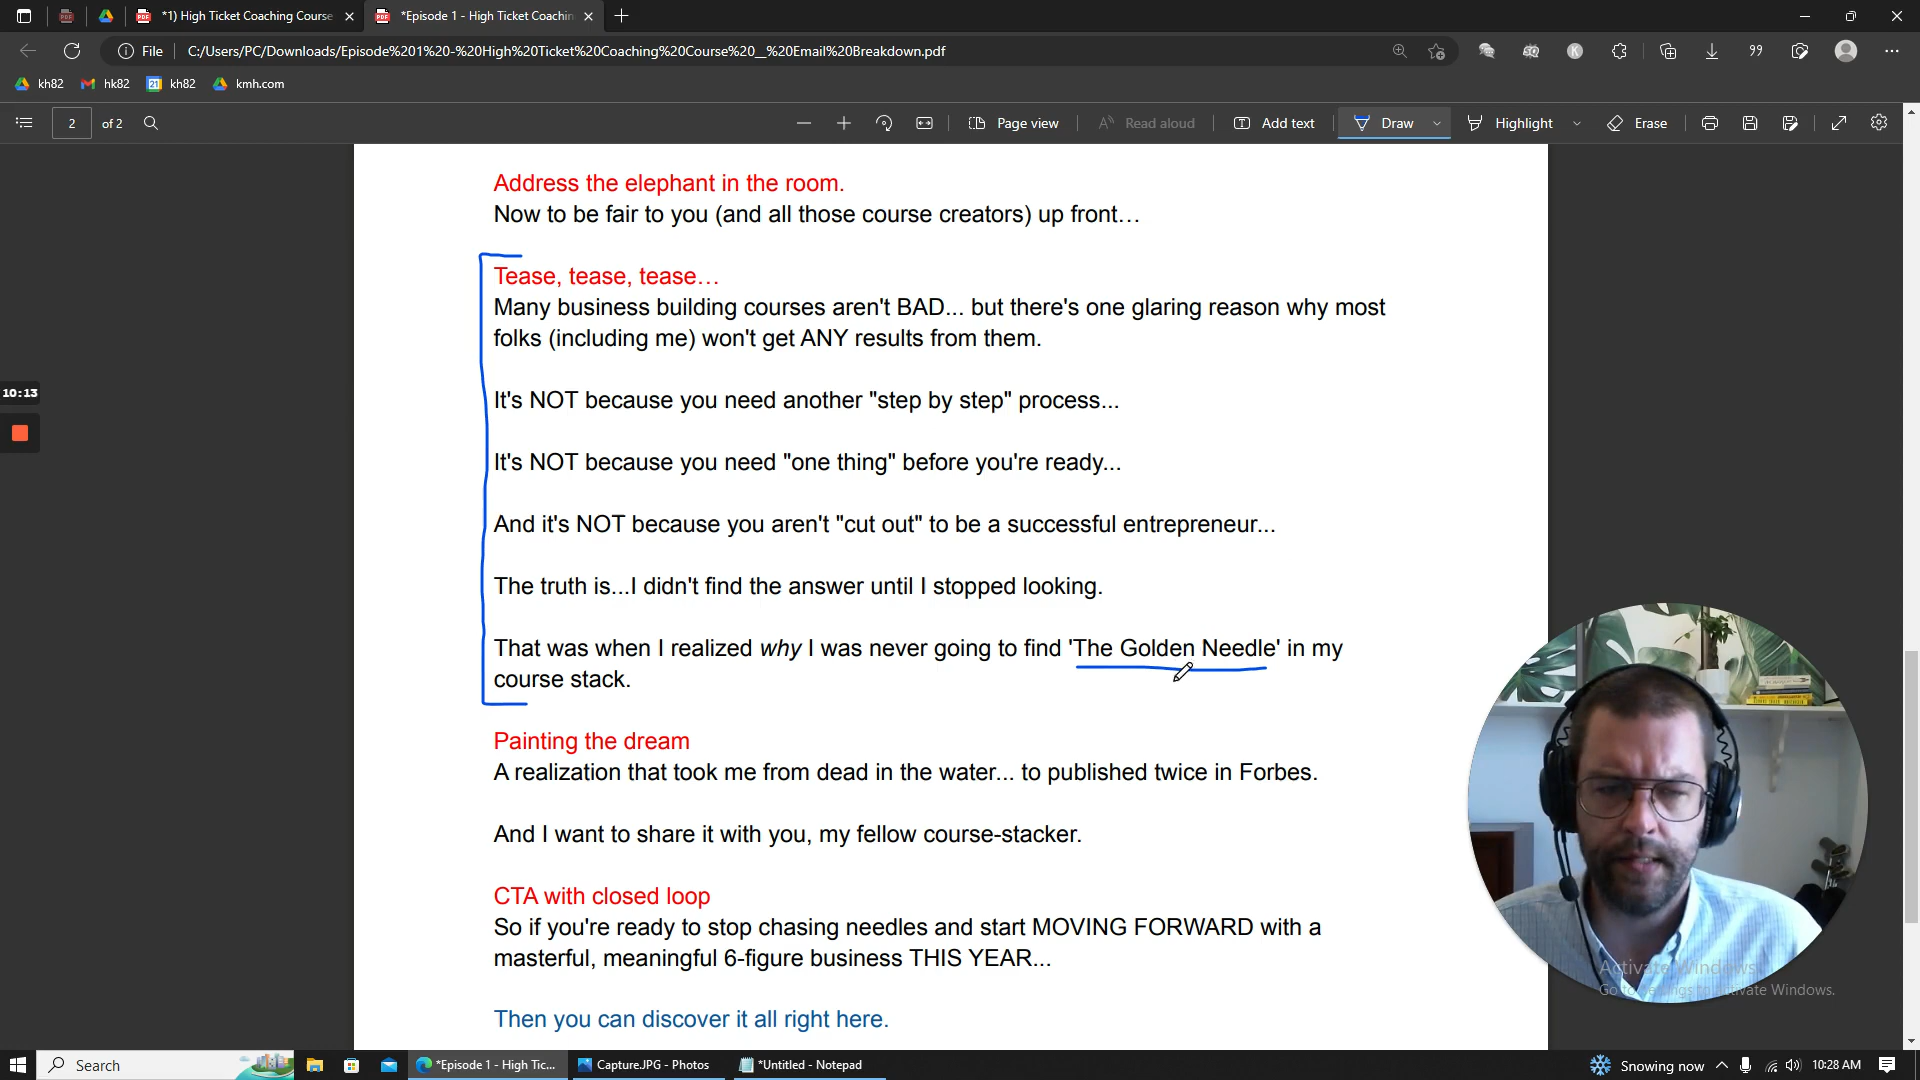 *1) High Ticket Coaching Course
*Episode 1 - High Ticket Coachin
File
C:/Users/PC/Downloads/Episode%201%20-%20High%20Ticket%20Coaching%20Course%20__%20Email%20Breakdown.pdf
kh82
hk82
kh82
kmh.com
2
of 2
Page view
Read aloud
Add text
Draw
Highlight
Erase
Address the elephant in the room.
Now to be fair to you (and all those course creators) up front…
Tease, tease, tease…
Many business building courses aren't BAD... but there's one glaring reason why most
folks (including me) won't get ANY results from them.
10:13
It's NOT because you need another "step by step" process...
It's NOT because you need "one thing" before you're ready...
And it's NOT because you aren't "cut out" to be a successful entrepreneur...
The truth is...I didn't find the answer until I stopped looking.
That was when I realized why I was never going to find 'The Golden Needle' in my
course stack.
Painting the dream
A realization that took me from dead in the water... to published twice in Forbes.
And I want to share it with you, my fellow course-stacker.
CTA with closed loop
So if you're ready to stop chasing needles and start MOVING FORWARD with a
masterful, meaningful 6-figure business THIS YEAR...
Then you can discover it all right here.
Activate Windows
Search
*Episode 1 - High Tic...
Capture.JPG - Photos
*Untitled - Notepad
Snowing now
10:28 AM